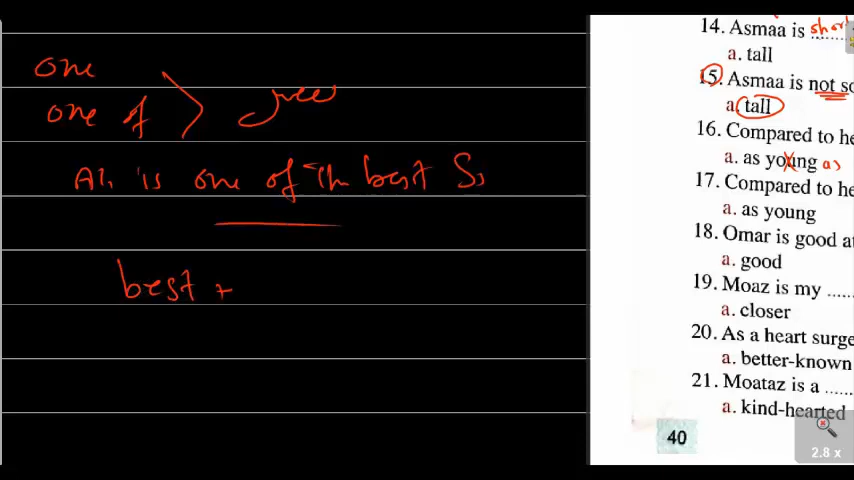 one
one of
Ali is one of the best S,
best +
14. Asmaa is short
a. tall
15. Asmaa is not so
a. tall
16. Compared to he
a. as young as
17. Compared to he
a. as young
18. Omar is good at
a. good
19. Moaz is my ......
a. closer
20. As a heart surge
a. better-known
21. Moataz is a ......
a. kind-hearted
40
2.8 x